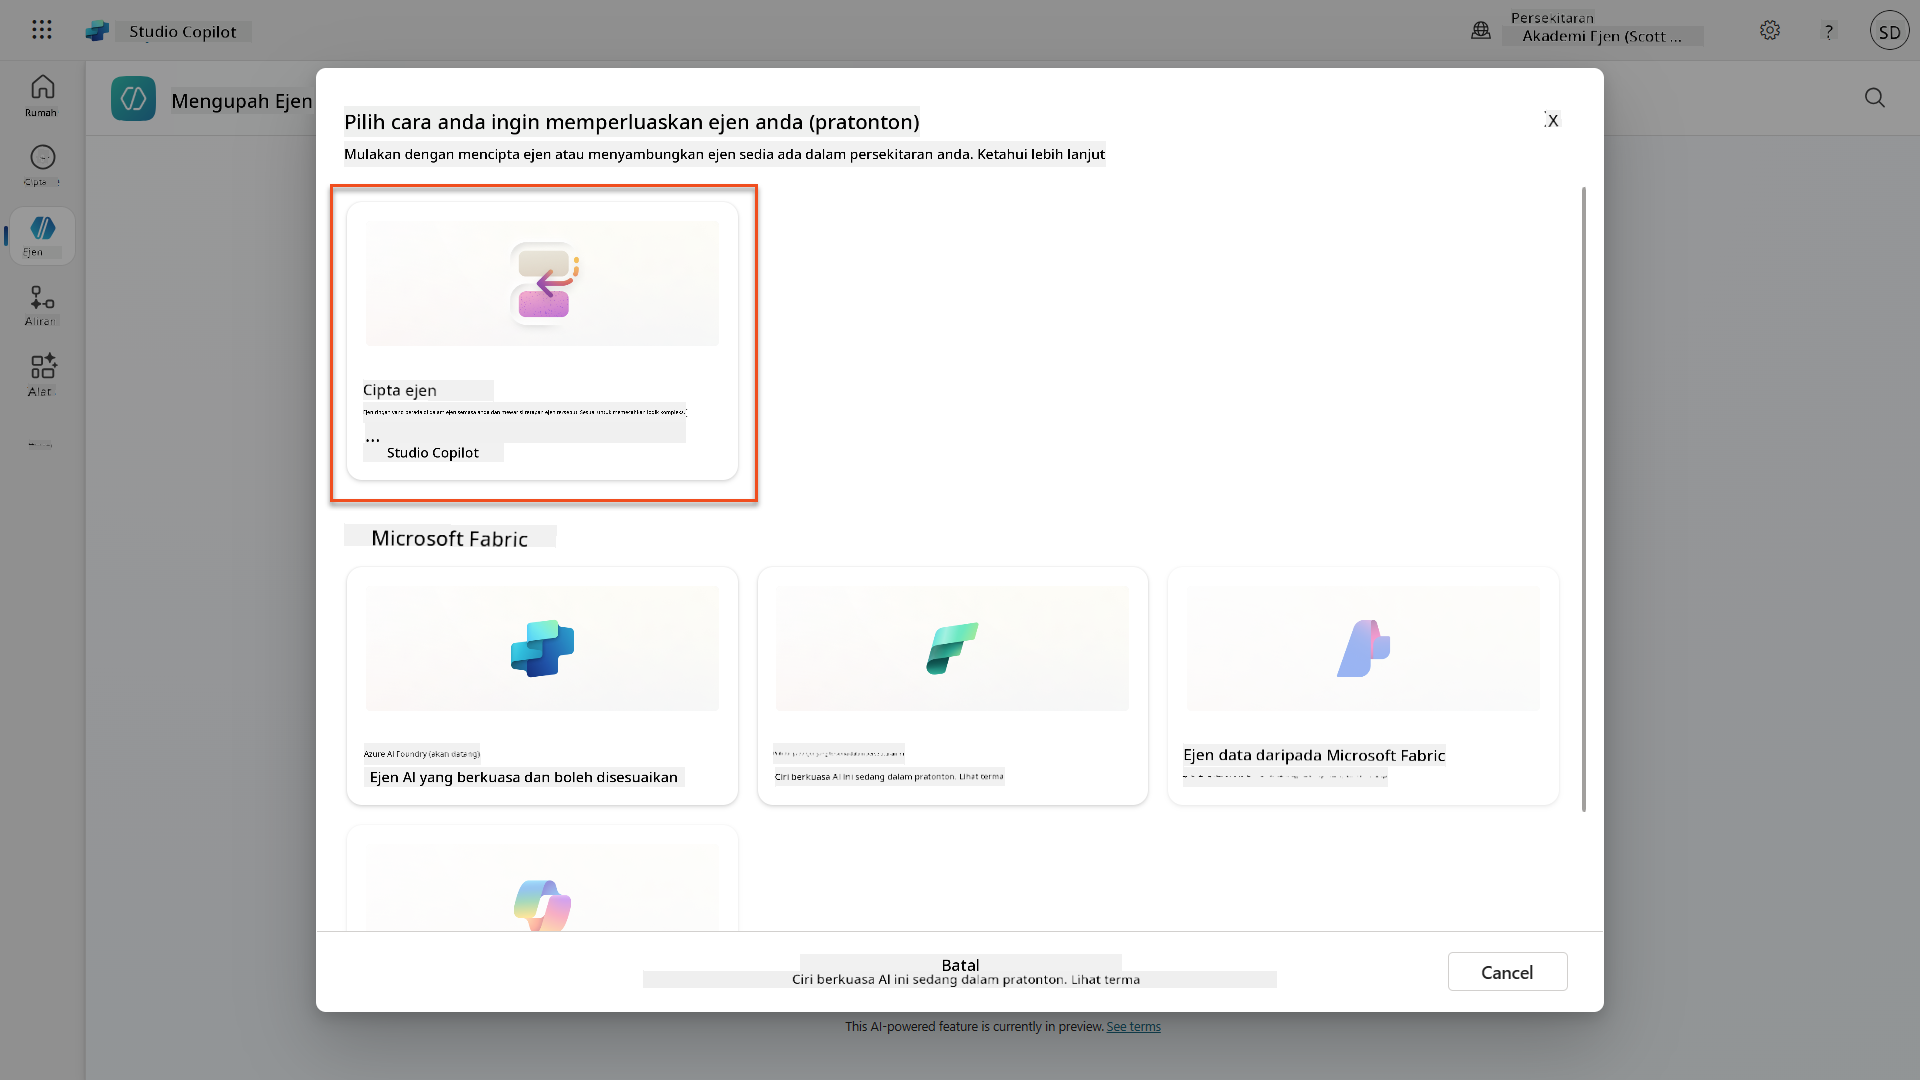 Studio Copilot
Persekitaran
Akademi Ejen (Scott ...
?
SD
Rumah
Cipta
Ejen
Aliran
Alat
Mengupah Ejen
Pilih cara anda ingin memperluaskan ejen anda (pratonton)
X
Mulakan dengan mencipta ejen atau menyambungkan ejen sedia ada dalam persekitaran anda. Ketahui lebih lanjut
Cipta ejen
...
Studio Copilot
Microsoft Fabric
Azure AI Foundry (akan datang)
Ejen AI yang berkuasa dan boleh disesuaikan
Ciri berkuasa AI ini sedang dalam pratonton. Lihat terma
Ejen data daripada Microsoft Fabric
Batal
Ciri berkuasa AI ini sedang dalam pratonton. Lihat terma
Cancel
This AI-powered feature is currently in preview. See terms